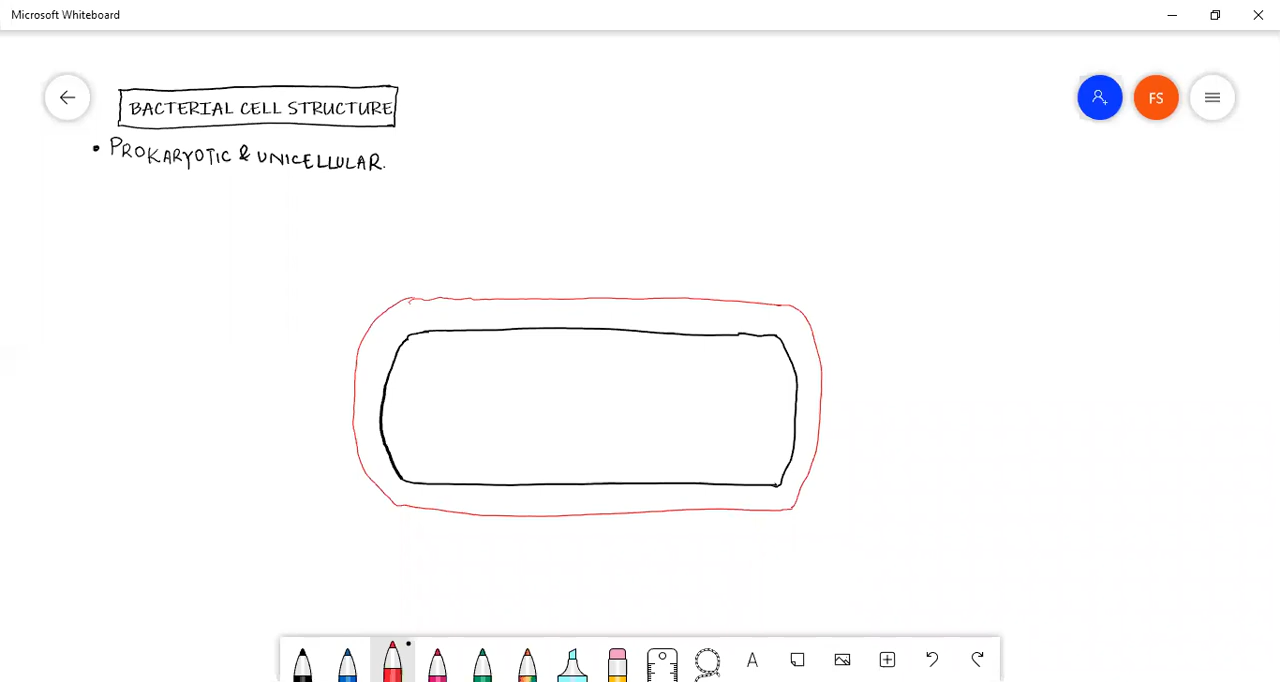 Microsoft Whiteboard
BACTERIAL CELL STRUCTURE
• PROKARYOTIC & UNICELLULAR.
FS
A